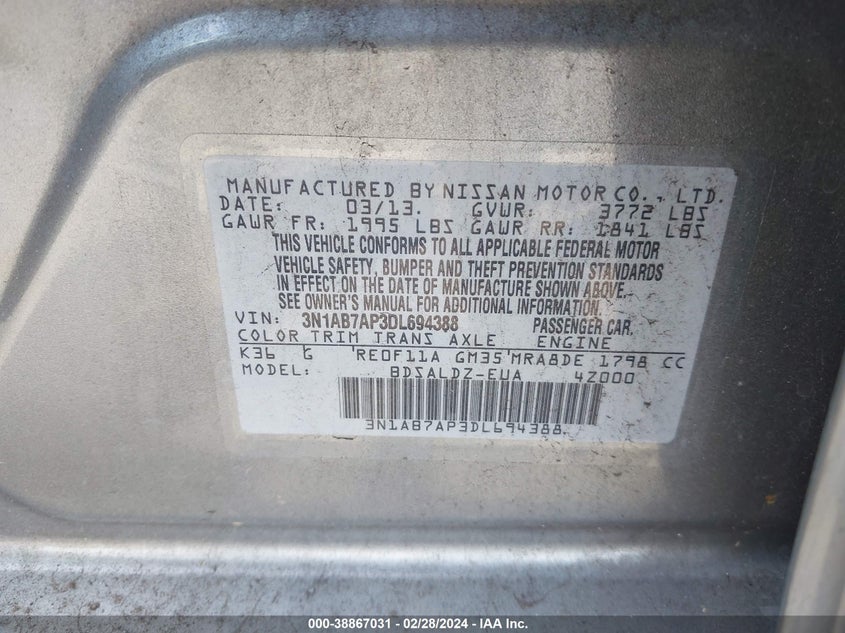 MANUFACTURED BY NISSAN MOTOR CO., LTD.
DATE: 03/13. GVWR: 3772 LBS
GAWR FR: 1995 LBS GAWR RR: 1841 LBS
THIS VEHICLE CONFORMS TO ALL APPLICABLE FEDERAL MOTOR
VEHICLE SAFETY, BUMPER AND THEFT PREVENTION STANDARDS
IN EFFECT ON THE DATE OF MANUFACTURE SHOWN ABOVE.
SEE OWNER'S MANUAL FOR ADDITIONAL INFORMATION.
VIN: 3N1AB7AP3DL694388 PASSENGER CAR.
COLOR TRIM TRANS AXLE ENGINE
K36 G RE0F11A GM35 MRA8DE 1798 CC
MODEL: BDSALDZ-EUA 4Z000
3N1AB7AP3DL694388
000-38867031 - 02/28/2024 - IAA Inc.